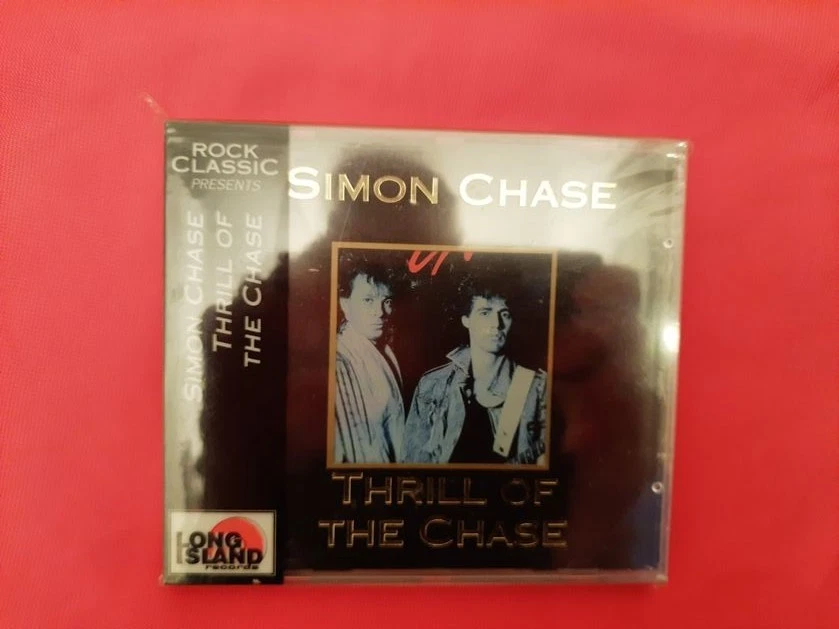 ROCK
CLASSIC
PRESENTS
SIMON CHASE
THRILL OF
THE CHASE
SIMON CHASE
THRILL OF
THE CHASE
LONG
ISLAND
records